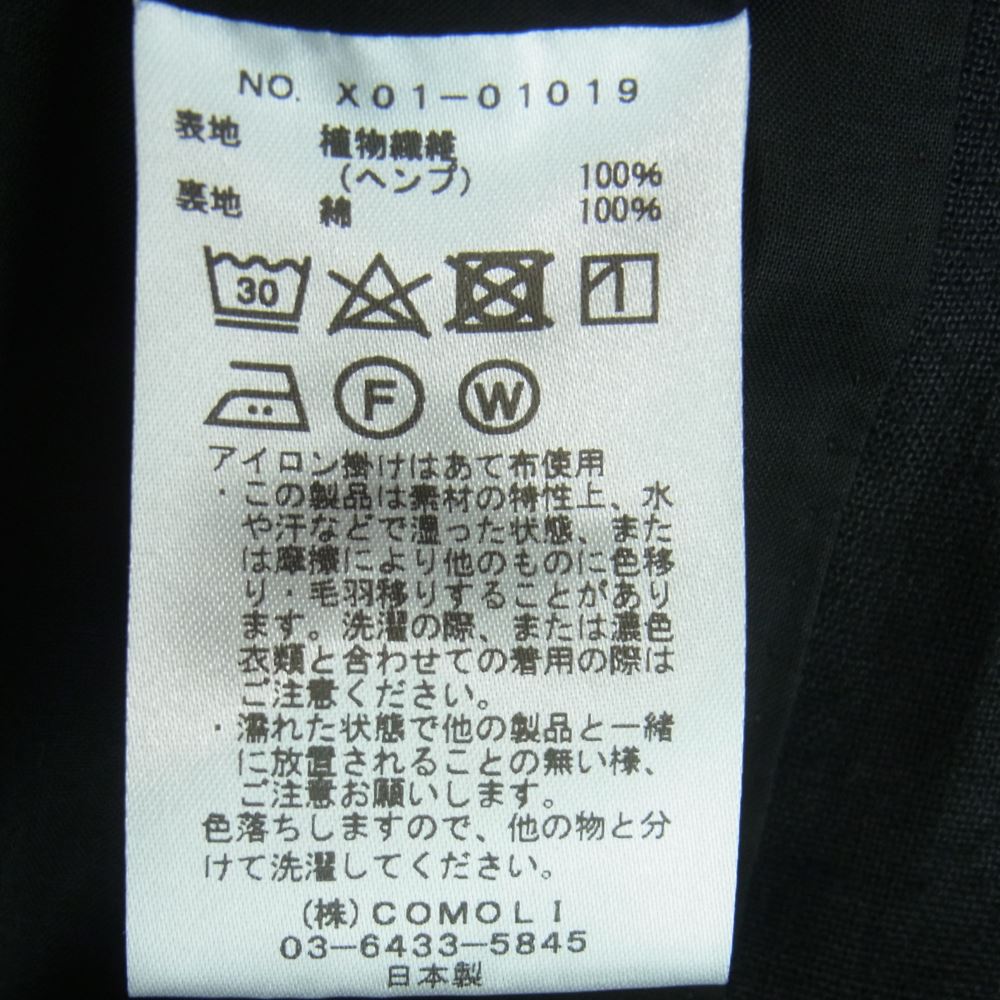 NO. X01-01019
表地 植物繊維
(ヘンプ) 100%
裏地 綿 100%
30
F W
アイロン掛けはあて布使用
・この製品は素材の特性上、水
や汗などで湿った状態、また
は摩擦により他のものに色移
り・毛羽移りすることがあり
ます。洗濯の際、または濃色
衣類と合わせての着用の際は
ご注意ください。
・濡れた状態で他の製品と一緒
に放置されることの無い様、
ご注意お願いします。
色落ちしますので、他の物と分
けて洗濯してください。
(株)COMOLI
03-6433-5845
日本製